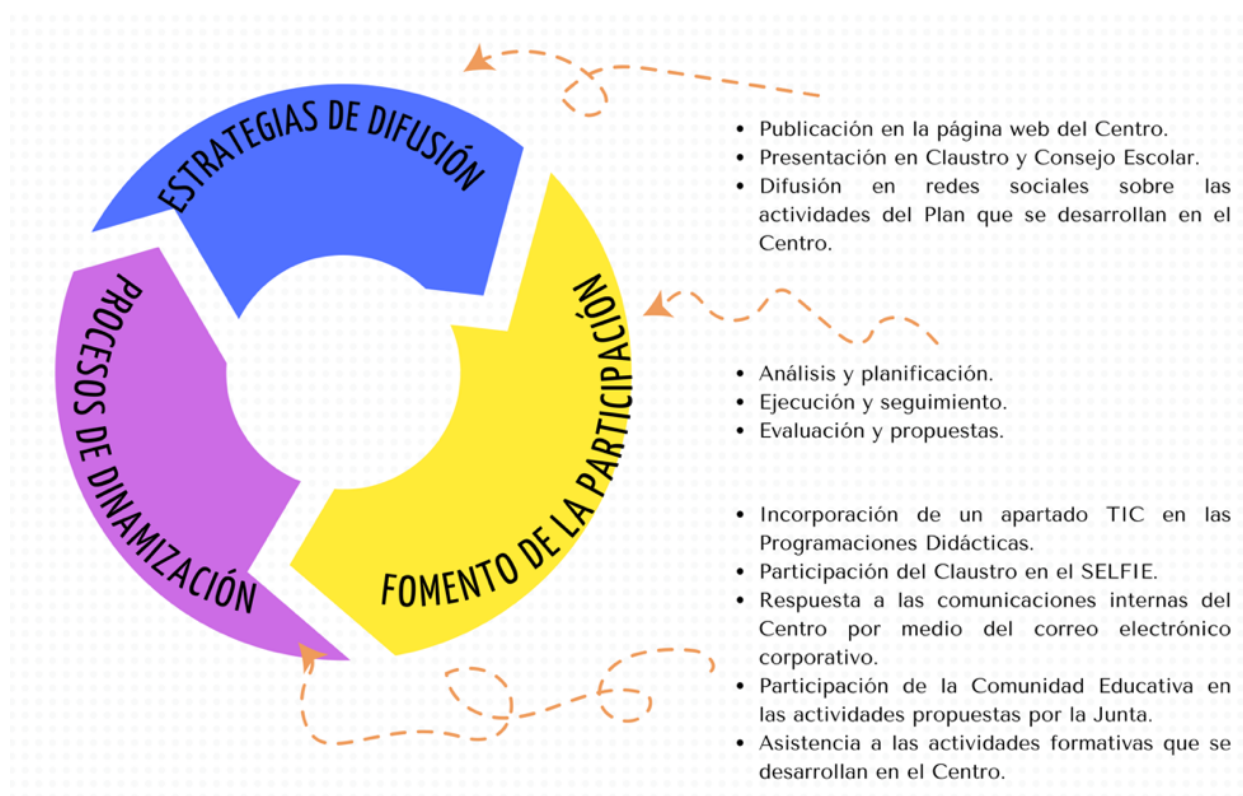 ESTRATEGIAS DE DIFUSIÓN
FOMENTO DE LA PARTICIPACIÓN
PROCESOS DE DINAMIZACIÓN
• Publicación en la página web del Centro.
• Presentación en Claustro y Consejo Escolar.
• Difusión en redes sociales sobre las
actividades del Plan que se desarrollan en el
Centro.
• Análisis y planificación.
• Ejecución y seguimiento.
• Evaluación y propuestas.
• Incorporación de un apartado TIC en las
Programaciones Didácticas.
• Participación del Claustro en el SELFIE.
• Respuesta a las comunicaciones internas del
Centro por medio del correo electrónico
corporativo.
• Participación de la Comunidad Educativa en
las actividades propuestas por la Junta.
• Asistencia a las actividades formativas que se
desarrollan en el Centro.